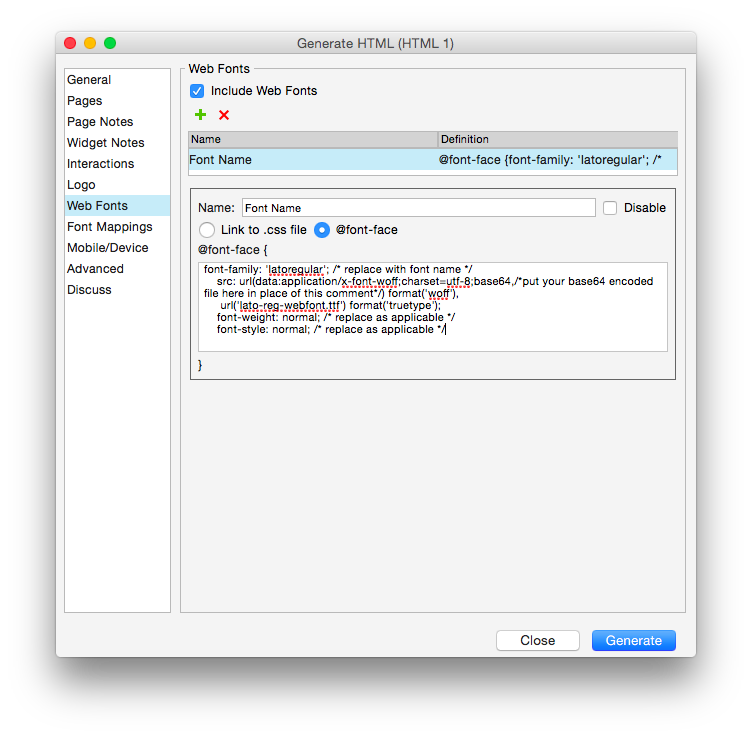 Generate HTML (HTML 1)
General
Pages
Page Notes
Widget Notes
Interactions
Logo
Web Fonts
Font Mappings
Mobile/Device
Advanced
Discuss
Web Fonts
Include Web Fonts
Name Definition
Font Name @font-face {font-family: 'latoregular'; /*
Name: Font Name Disable
Link to .css file @font-face
@font-face {
font-family: 'latoregular'; /* replace with font name */
src: url(data:application/x-font-woff;charset=utf-8;base64,/*put your base64 encoded
file here in place of this comment*/) format('woff'),
url('lato-reg-webfont.ttf') format('truetype');
font-weight: normal; /* replace as applicable */
font-style: normal; /* replace as applicable */
}
Close Generate